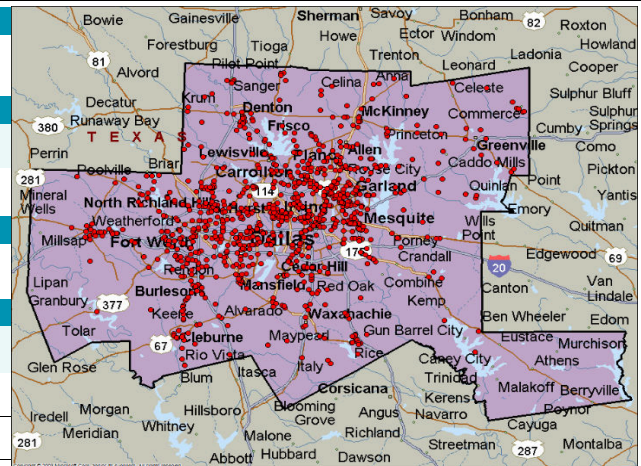 Bowie
Gainesville
Sherman
Savoy
Bonham
82
Roxton
Howe
Ector
Windom
Howland
Forestburg
Tioga
Trenton
Ladonia
81
Pilot Point
Leonard
Cooper
Alvord
Sanger
Celina
Anna
Celeste
Sulphur Bluff
Decatur
Krum
Denton
McKinney
Commerce
Sulphur
Springs
Runaway Bay
Frisco
Princeton
Cumby
380
TEXAS
Perrin
Lewisville
Plano
Allen
Greenville
Como
Poolville
Briar
Carrollton
Caddo Mills
Pickton
281
114
Garland
Quinlan
Point
Yantis
Mineral
Wells
North Richland Hills
Emory
Weatherford
Mesquite
Wills
Point
Quitman
Millsap
Fort Worth
Dallas
175
Forney
Crandall
Edgewood
69
Rendon
Cedar Hill
20
Lipan
Burleson
Mansfield
Red Oak
Combine
Canton
Van
Lindale
Granbury
377
Keene
Alvarado
Waxahachie
Kemp
Ben Wheeler
Edom
Tolar
Cleburne
Maypearl
Gun Barrel City
Eustace
Murchison
67
Rio Vista
Rice
Caney City
Athens
Glen Rose
Blum
Itasca
Italy
Trinidad
Malakoff
Berryville
Corsicana
Kerens
Poynor
Iredell
Morgan
Hillsboro
Blooming
Grove
Angus
Navarro
Cayuga
Meridian
Whitney
Malone
Richland
Streetman
287
Montalba
281
Abbott
Hubbard
Dawson